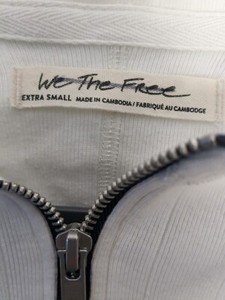 We The Free
EXTRA SMALL MADE IN CAMBODIA / FABRIQUÉ AU CAMBODGE